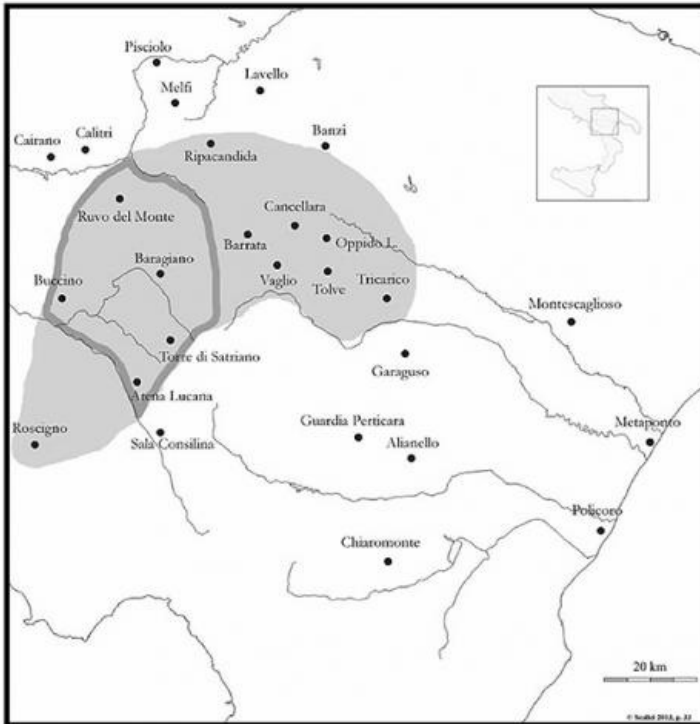 Pisciolo
Melfi
Lavello
Cairano
Calitri
Ripacandida
Banzi
Ruvo del Monte
Cancellara
Barrata
Oppido L.
Baragiano
Vaglio
Tolve
Tricarico
Buccino
Montescaglioso
Torre di Satriano
Garaguso
Arena Lucana
Roscigno
Sala Consilina
Guardia Perticara
Alianello
Metaponto
Policoro
Chiaromonte
20 km